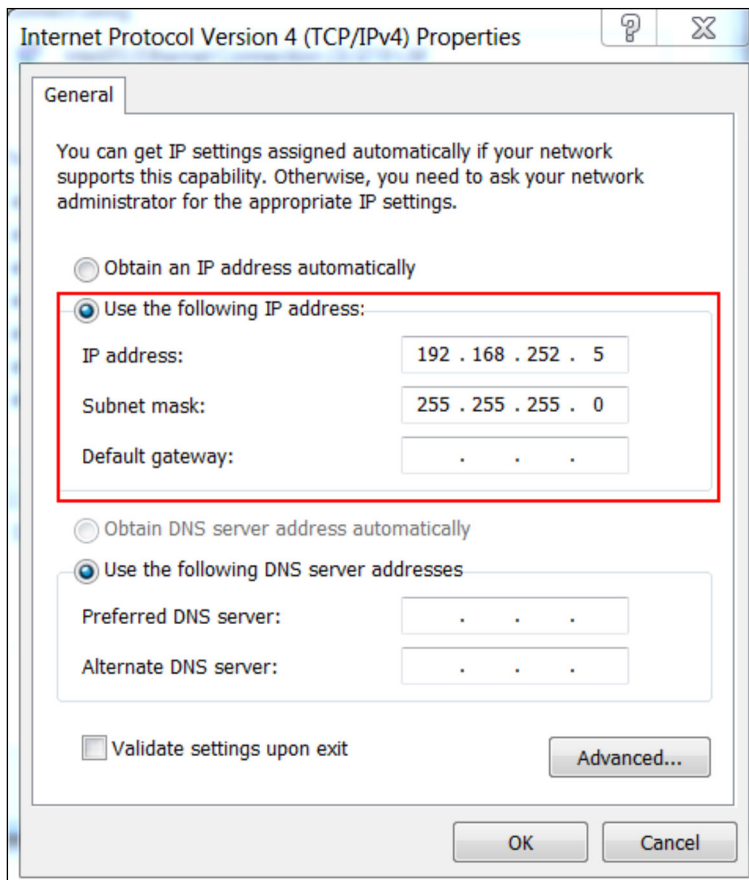 Internet Protocol Version 4 (TCP/IPv4) Properties
General
You can get IP settings assigned automatically if your network
supports this capability. Otherwise, you need to ask your network
administrator for the appropriate IP settings.
Obtain an IP address automatically
Use the following IP address:
IP address: 192 . 168 . 252 . 5
Subnet mask: 255 . 255 . 255 . 0
Default gateway: . . .
Obtain DNS server address automatically
Use the following DNS server addresses
Preferred DNS server: . . .
Alternate DNS server: . . .
Validate settings upon exit
Advanced...
OK Cancel